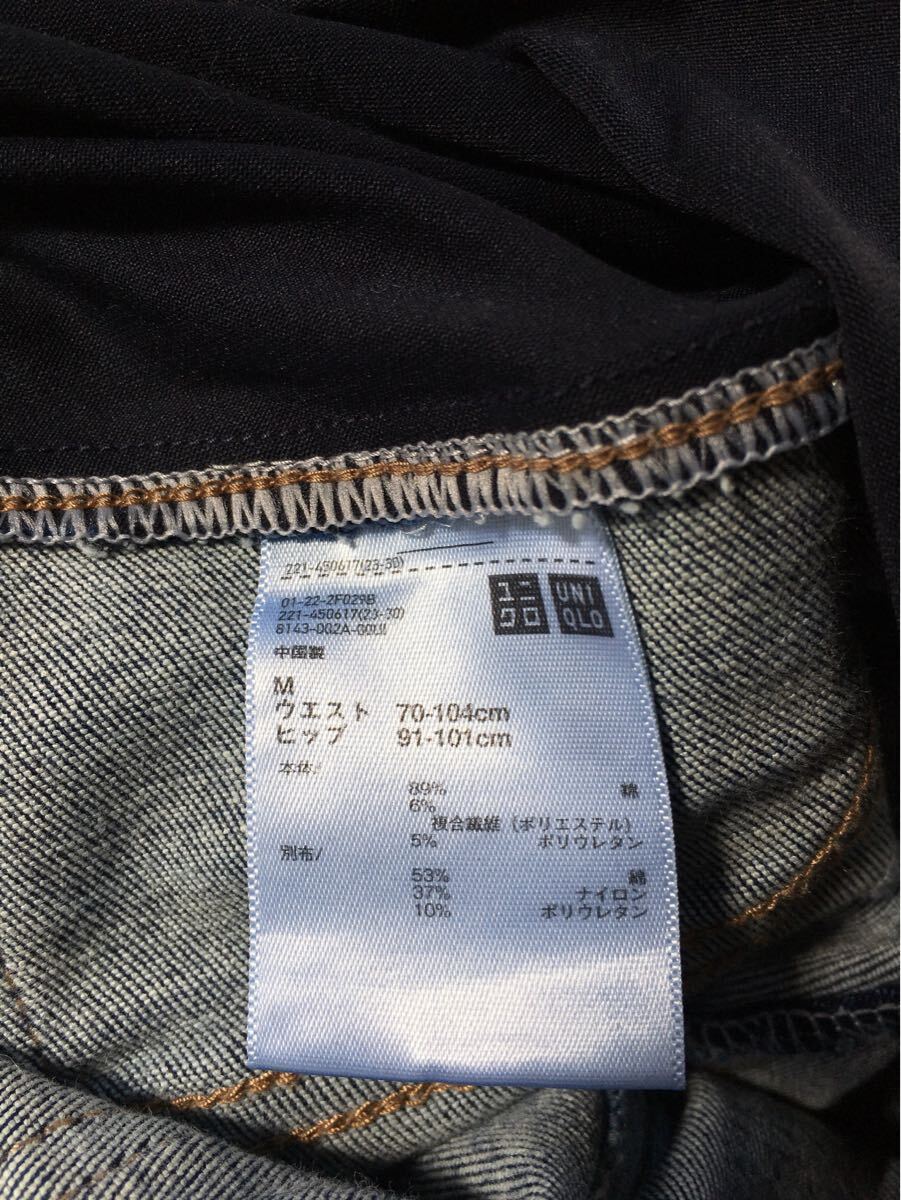 221-450617(23-30)
01-22-2F029B
221-450617(23-30)
8143-002A-00UI
ユニ
クロ
UNI
QLO
中国製
M
ウエスト 70-104cm
ヒップ 91-101cm
本体/
89% 綿
6%
複合繊維(ポリエステル)
5% ポリウレタン
別布/
53% 綿
37% ナイロン
10% ポリウレタン